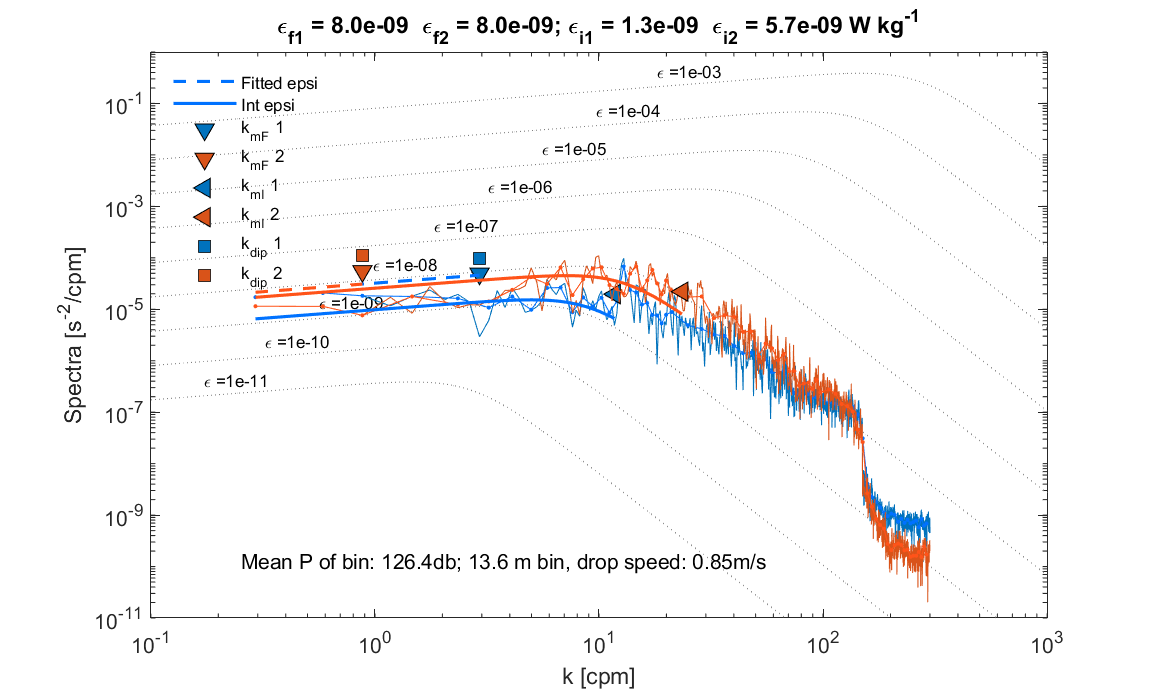 ϵf1 = 8.0e-09 ϵf2 = 8.0e-09; ϵi1 = 1.3e-09 ϵi2 = 5.7e-09 W kg-1
Fitted epsi
Int epsi
kmF 1
kmF 2
kmI 1
kmI 2
kdip 1
kdip 2
ϵ =1e-03
ϵ =1e-04
ϵ =1e-05
ϵ =1e-06
ϵ =1e-07
ϵ =1e-08
ϵ =1e-09
ϵ =1e-10
ϵ =1e-11
Mean P of bin: 126.4db; 13.6 m bin, drop speed: 0.85m/s
Spectra [s-2/cpm]
10-1
10-3
10-5
10-7
10-9
10-11
10-1 100 101 102 103
k [cpm]